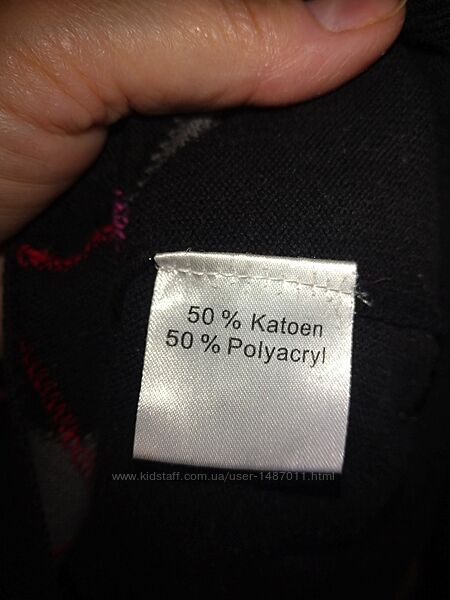 50 % Katoen
50 % Polyacryl
www.kidstaff.com.ua/user-1487011.html